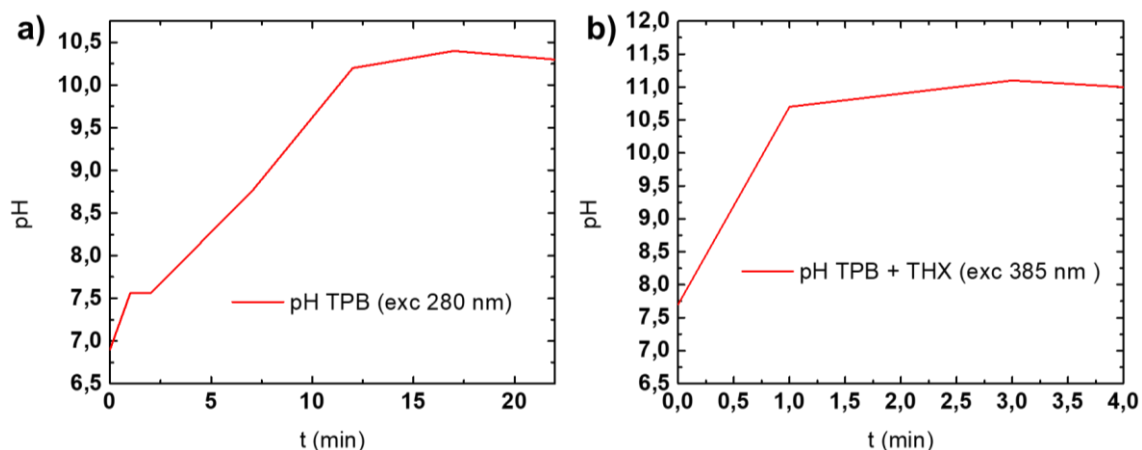 a)
10,5
10,0
9,5
9,0
8,5
8,0
7,5
7,0
6,5
pH
pH TPB (exc 280 nm)
0 5 10 15 20
t (min)
b)
12,0
11,5
11,0
10,5
10,0
9,5
9,0
8,5
8,0
7,5
7,0
6,5
pH
pH TPB + THX (exc 385 nm )
0,0 0,5 1,0 1,5 2,0 2,5 3,0 3,5 4,0
t (min)